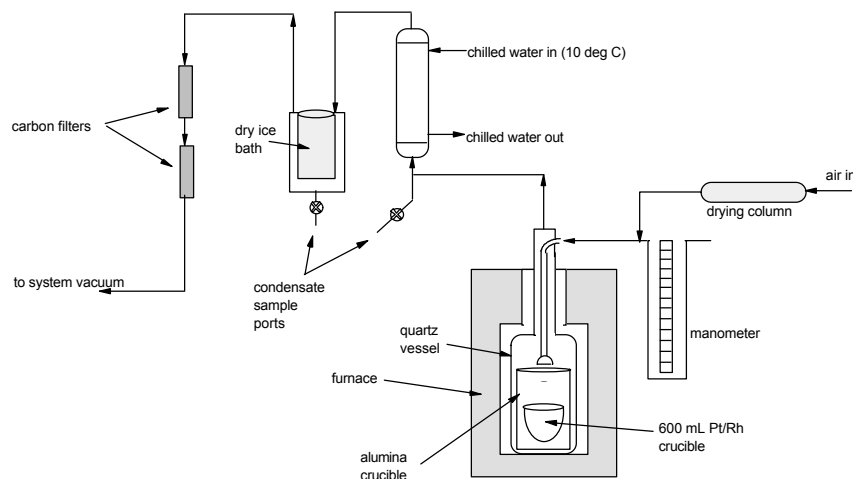 chilled water in (10 deg C)
carbon filters
dry ice
bath
chilled water out
air in
drying column
to system vacuum
condensate
sample
ports
quartz
vessel
manometer
furnace
600 mL Pt/Rh
crucible
alumina
crucible